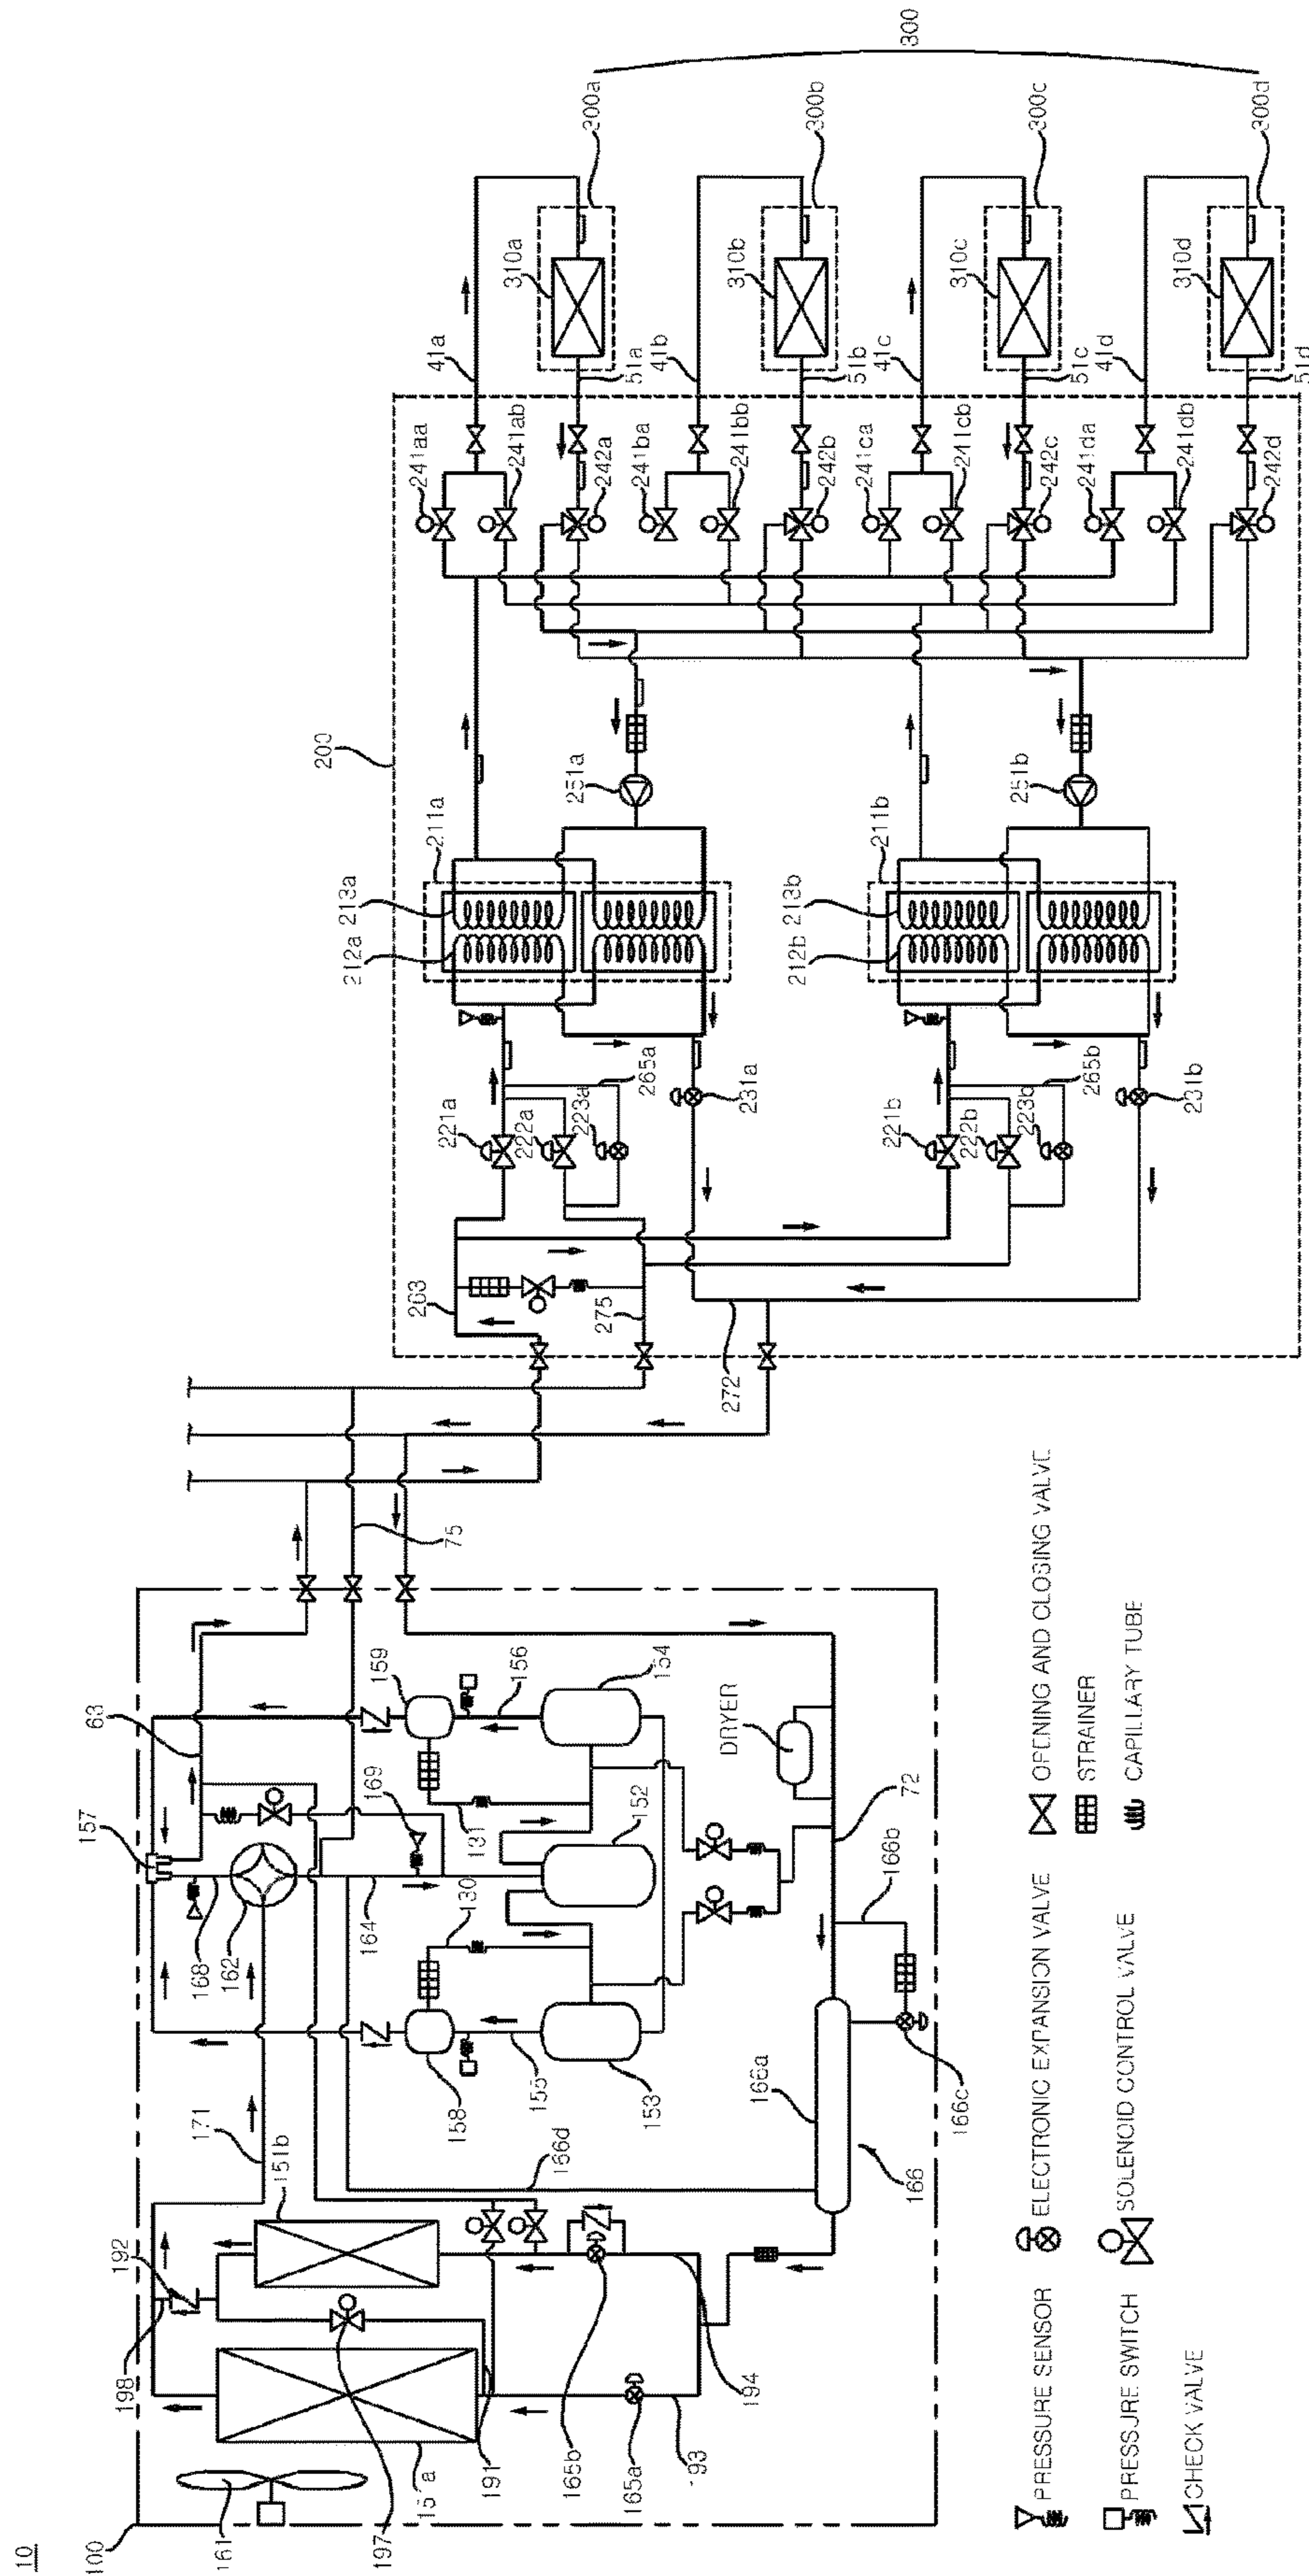 10
100
161
198
192
197
151a
151b
171
191
165b
165a
193
194
157
63
168
162
164
169
130
131
158
155
153
152
159
156
154
166d
166a
166
166c
166b
72
DRYER
75
200
203
275
272
221a
222a
223a
265a
231a
212a
213a
211a
251a
221b
222b
223b
265b
231b
212b
213b
211b
251b
241aa
241ab
242a
241ba
241bb
242b
241ca
241cb
242c
241da
241db
242d
41a
51a
41b
51b
41c
51c
41d
51d
310a
310b
310c
310d
300a
300b
300c
300d
300
PRESSURE SENSOR
ELECTRONIC EXPANSION VALVE
OPENING AND CLOSING VALVE
STRAINER
PRESSURE SWITCH
SOLENOID CONTROL VALVE
CAPILLARY TUBE
CHECK VALVE